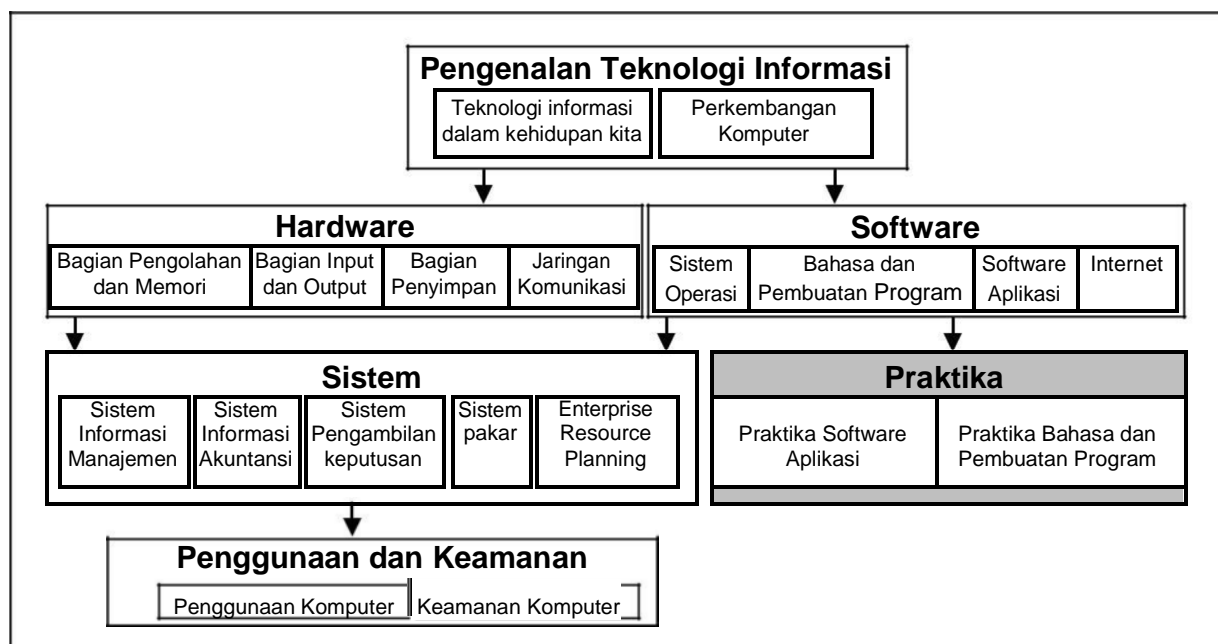 Pengenalan Teknologi Informasi
Teknologi informasi
dalam kehidupan kita
Perkembangan
Komputer
Hardware
Bagian Pengolahan
dan Memori
Bagian Input
dan Output
Bagian
Penyimpan
Jaringan
Komunikasi
Software
Sistem
Operasi
Bahasa dan
Pembuatan Program
Software
Aplikasi
Internet
Sistem
Sistem
Informasi
Manajemen
Sistem
Informasi
Akuntansi
Sistem
Pengambilan
keputusan
Sistem
pakar
Enterprise
Resource
Planning
Praktika
Praktika Software
Aplikasi
Praktika Bahasa dan
Pembuatan Program
Penggunaan dan Keamanan
Penggunaan Komputer
Keamanan Komputer